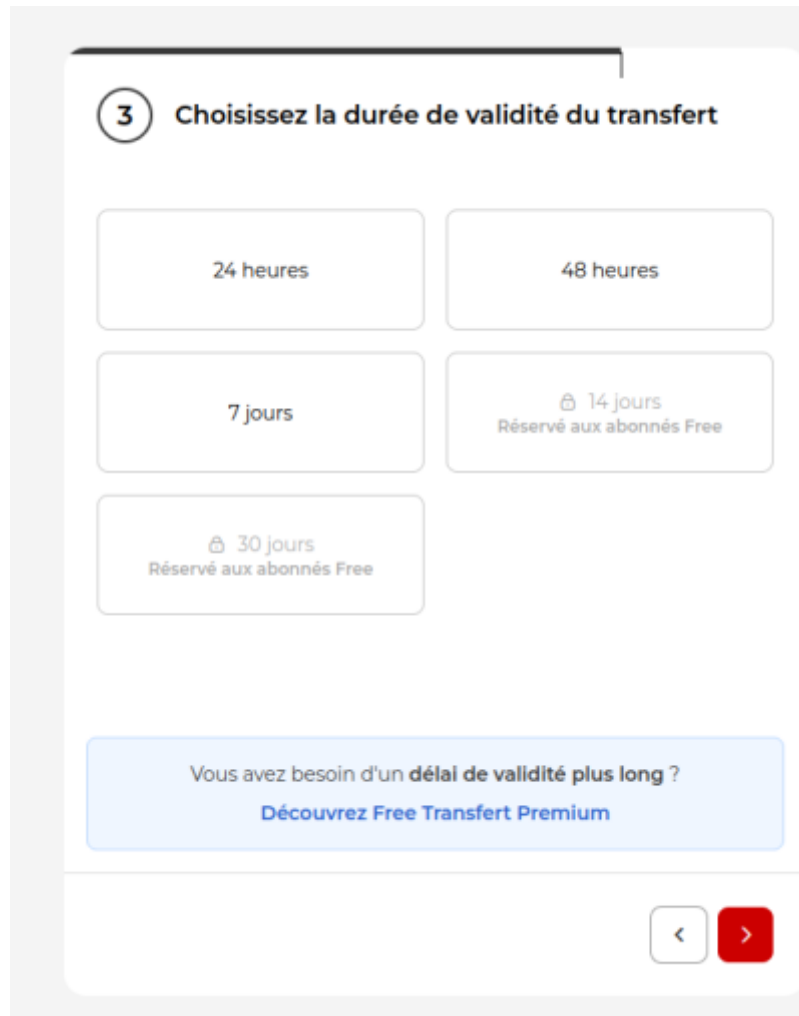 3 Choisissez la durée de validité du transfert
24 heures
48 heures
7 jours
14 jours
Réservé aux abonnés Free
30 jours
Réservé aux abonnés Free
Vous avez besoin d'un délai de validité plus long ?
Découvrez Free Transfert Premium